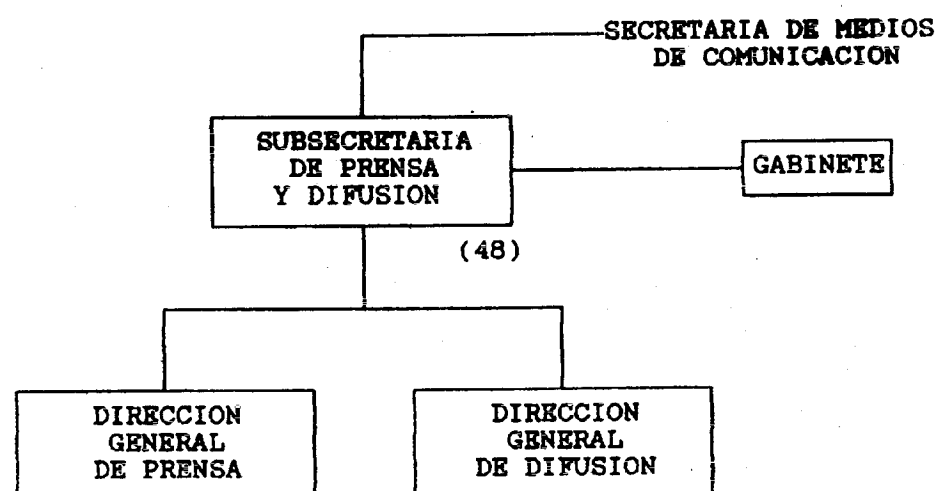 SECRETARIA DE MEDIOS
DE COMUNICACION
SUBSECRETARIA
DE PRENSA
Y DIFUSION
GABINETE
(48)
DIRECCION
GENERAL
DE PRENSA
DIRECCION
GENERAL
DE DIFUSION